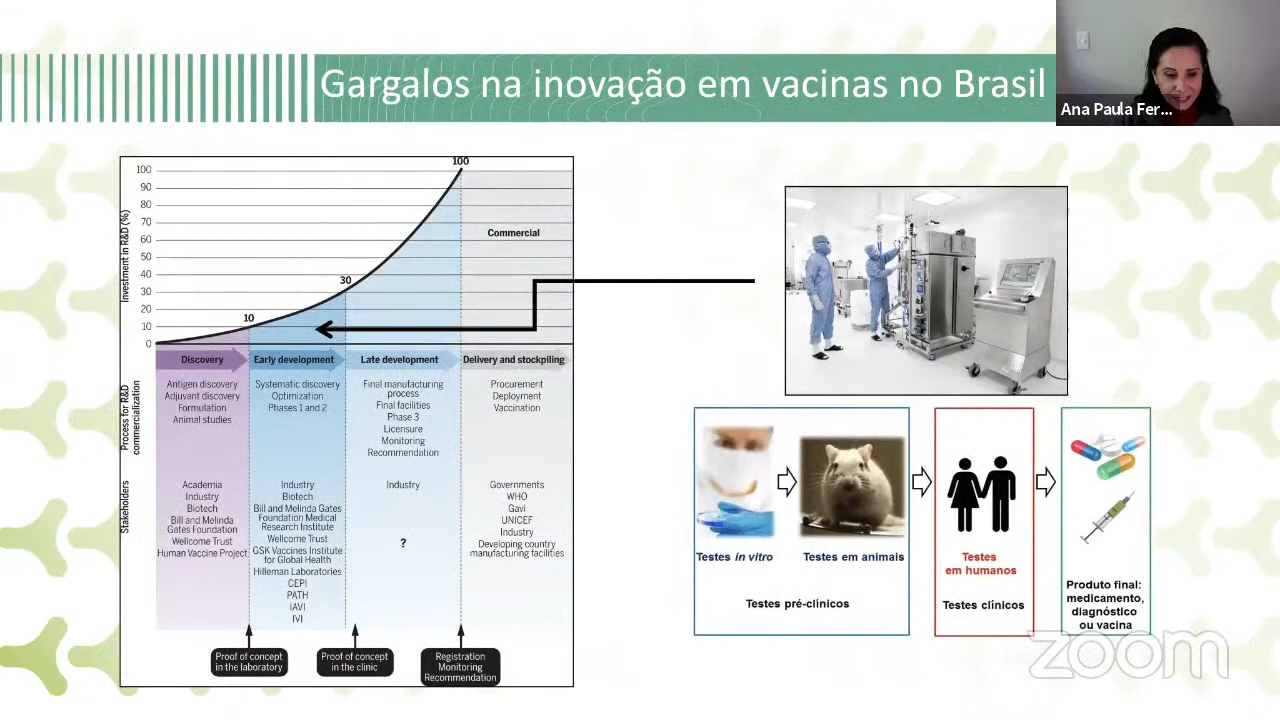 Gargalos na inovação em vacinas no Brasil
Ana Paula Fer...
Investment in R&D (%)
100
90
80
70
60
50
40
30
20
10
0
10
30
100
Commercial
Discovery
Early development
Late development
Delivery and stockpiling
Process for R&D
commercialization
Antigen discovery
Adjuvant discovery
Formulation
Animal studies
Systematic discovery
Optimization
Phases 1 and 2
Final manufacturing
process
Final facilities
Phase 3
Licensure
Monitoring
Recommendation
Procurement
Deployment
Vaccination
Stakeholders
Academia
Industry
Biotech
Bill and Melinda
Gates Foundation
Wellcome Trust
Human Vaccine Project
Industry
Biotech
Bill and Melinda Gates
Foundation Medical
Research Institute
Wellcome Trust
GSK Vaccines Institute
for Global Health
Hilleman Laboratories
CEPI
PATH
IAVI
IVI
Industry
?
Governments
WHO
Gavi
UNICEF
Industry
Developing country
manufacturing facilities
Proof of concept
in the laboratory
Proof of concept
in the clinic
Registration
Monitoring
Recommendation
Testes in vitro
Testes em animais
Testes pré-clínicos
Testes
em humanos
Testes clínicos
Produto final:
medicamento,
diagnóstico
ou vacina
zoom